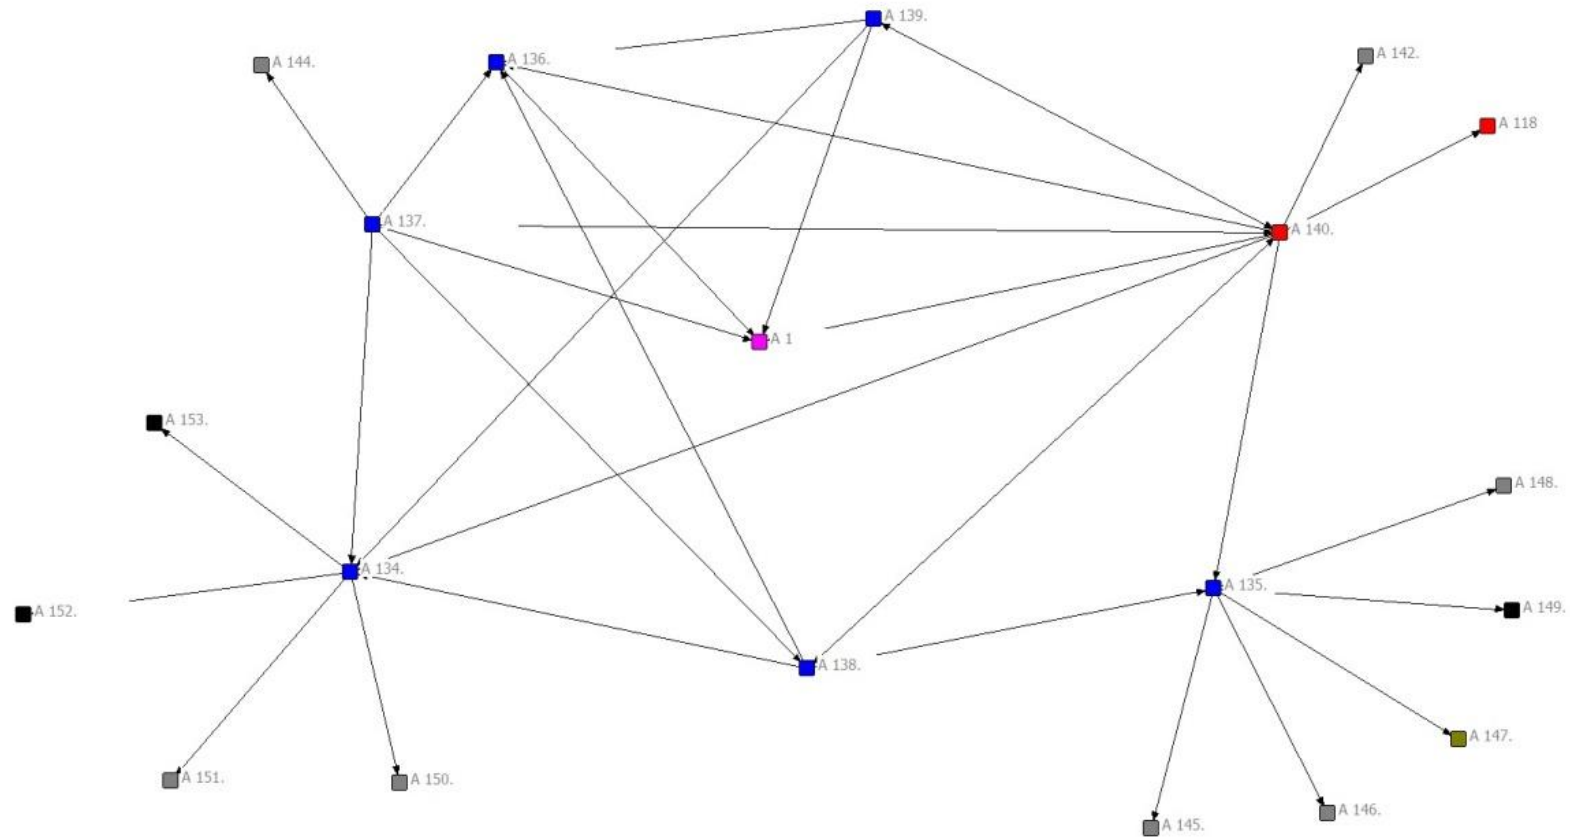 A 139.
A 142.
A 136.
A 144.
A 118
A 137.
A 140.
A 1
A 153.
A 148.
A 134.
A 135.
A 149.
A 152.
A 138.
A 147.
A 151.
A 150.
A 146.
A 145.